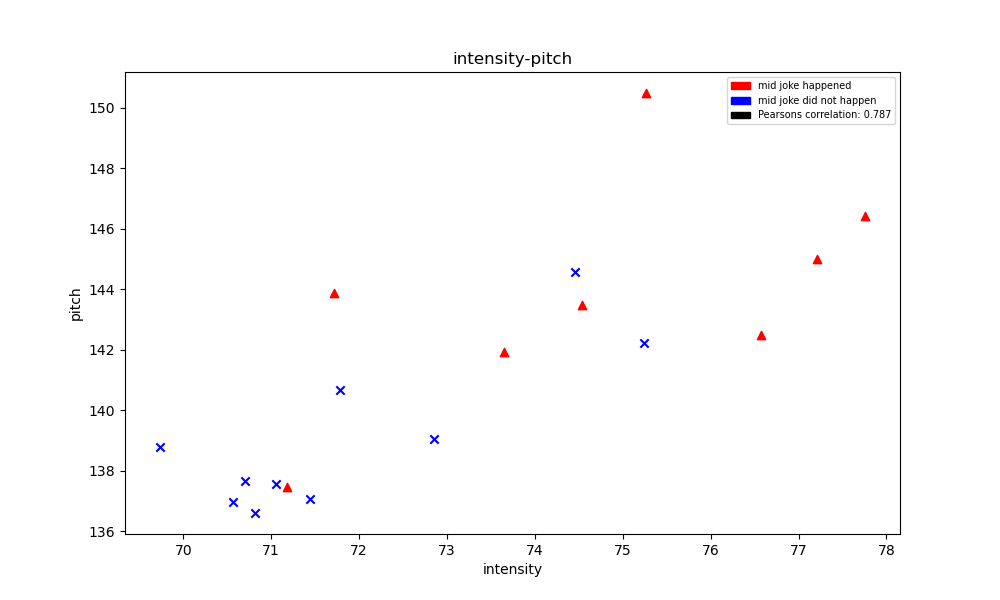 intensity-pitch
mid joke happened
mid joke did not happen
Pearsons correlation: 0.787
150
148
146
144
142
140
138
136
pitch
70 71 72 73 74 75 76 77 78
intensity